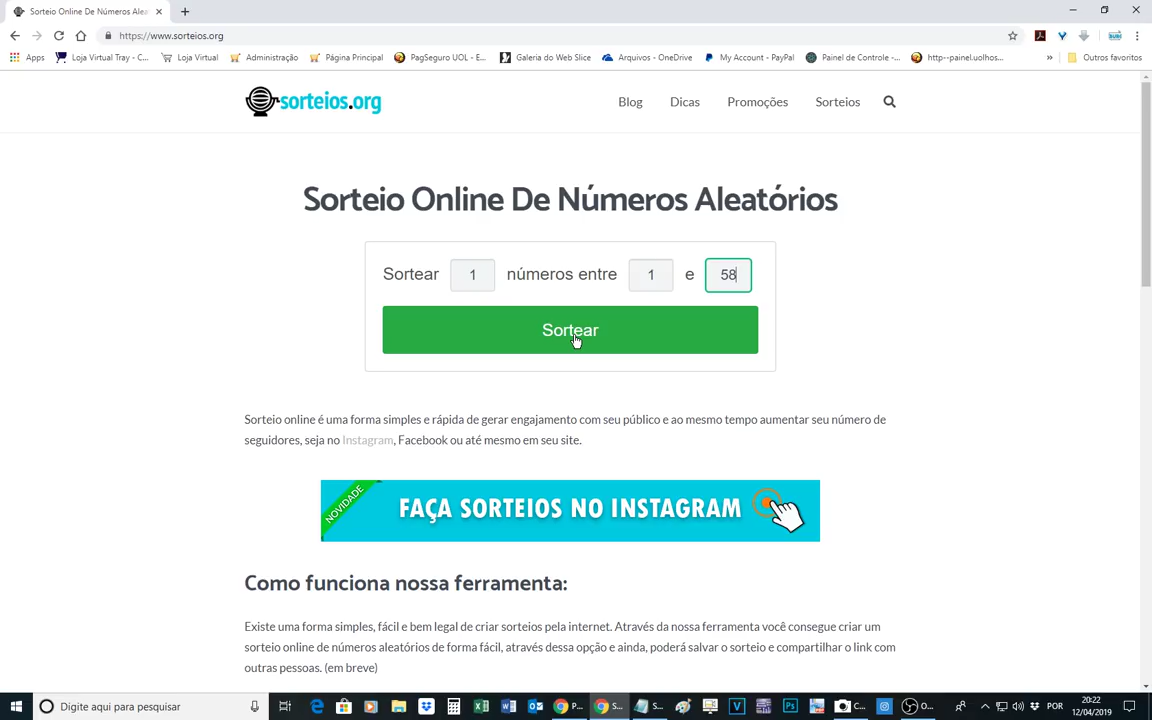 Sorteio Online De Números Alea
https://www.sorteios.org
Apps Loja Virtual Tray - C... Loja Virtual Administração Página Principal PagSeguro UOL - E... Galeria do Web Slice Arquivos - OneDrive My Account - PayPal Painel de Controle -... http--painel.uolhos... » Outros favoritos
sorteios.org Blog Dicas Promoções Sorteios
Sorteio Online De Números Aleatórios
Sortear 1 números entre 1 e 58
Sortear
Sorteio online é uma forma simples e rápida de gerar engajamento com seu público e ao mesmo tempo aumentar seu número de
seguidores, seja no Instagram, Facebook ou até mesmo em seu site.
NOVIDADE FAÇA SORTEIOS NO INSTAGRAM
Como funciona nossa ferramenta:
Existe uma forma simples, fácil e bem legal de criar sorteios pela internet. Através da nossa ferramenta você consegue criar um
sorteio online de números aleatórios de forma fácil, através dessa opção e ainda, poderá salvar o sorteio e compartilhar o link com
outras pessoas. (em breve)
Digite aqui para pesquisar P... S... S... C... O... POR 20:22
12/04/2019